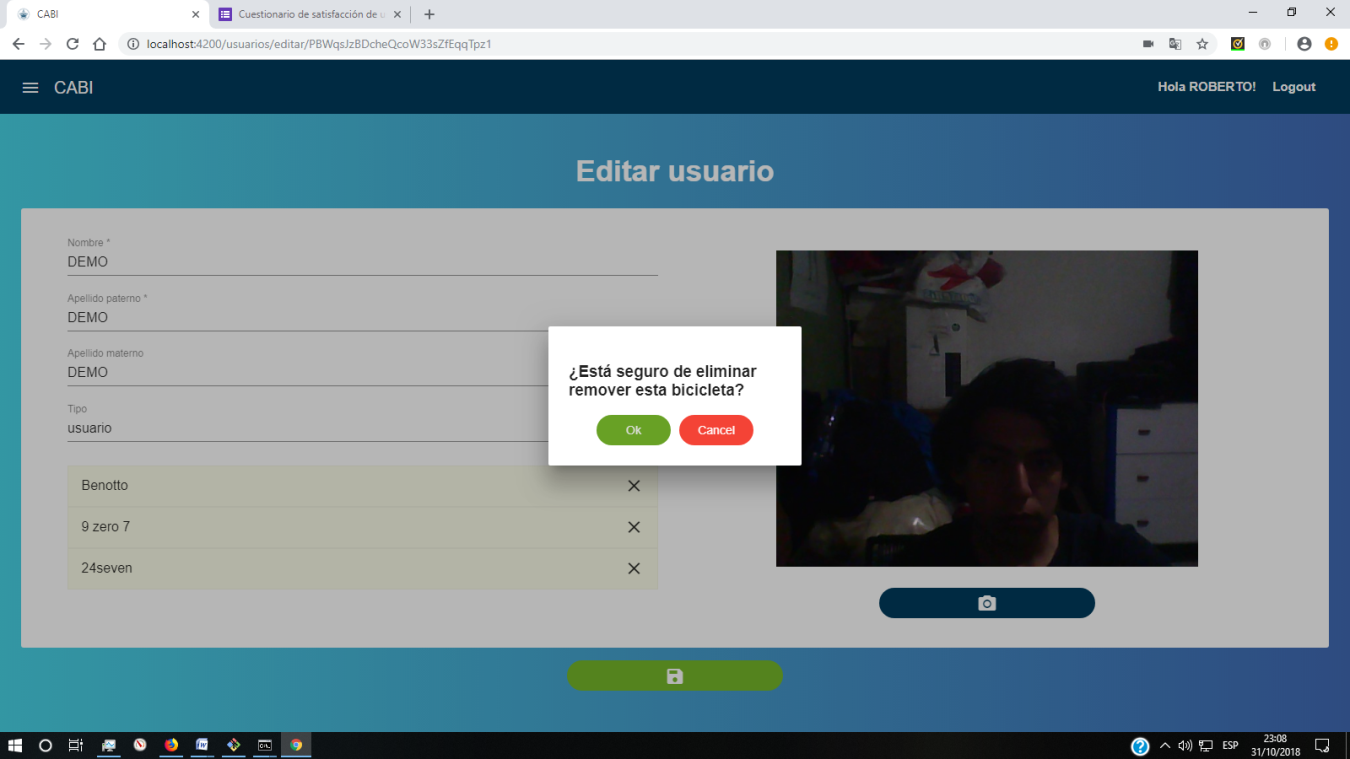 CABI
Cuestionario de satisfacción de u
localhost:4200/usuarios/editar/PBWqsJzBDcheQcoW33sZfEqqTpz1
CABI
Hola ROBERTO!
Logout
Editar usuario
Nombre *
DEMO
Apellido paterno *
DEMO
Apellido materno
DEMO
Tipo
usuario
Benotto
9 zero 7
24seven
¿Está seguro de eliminar
remover esta bicicleta?
Ok
Cancel
ESP
23:08
31/10/2018